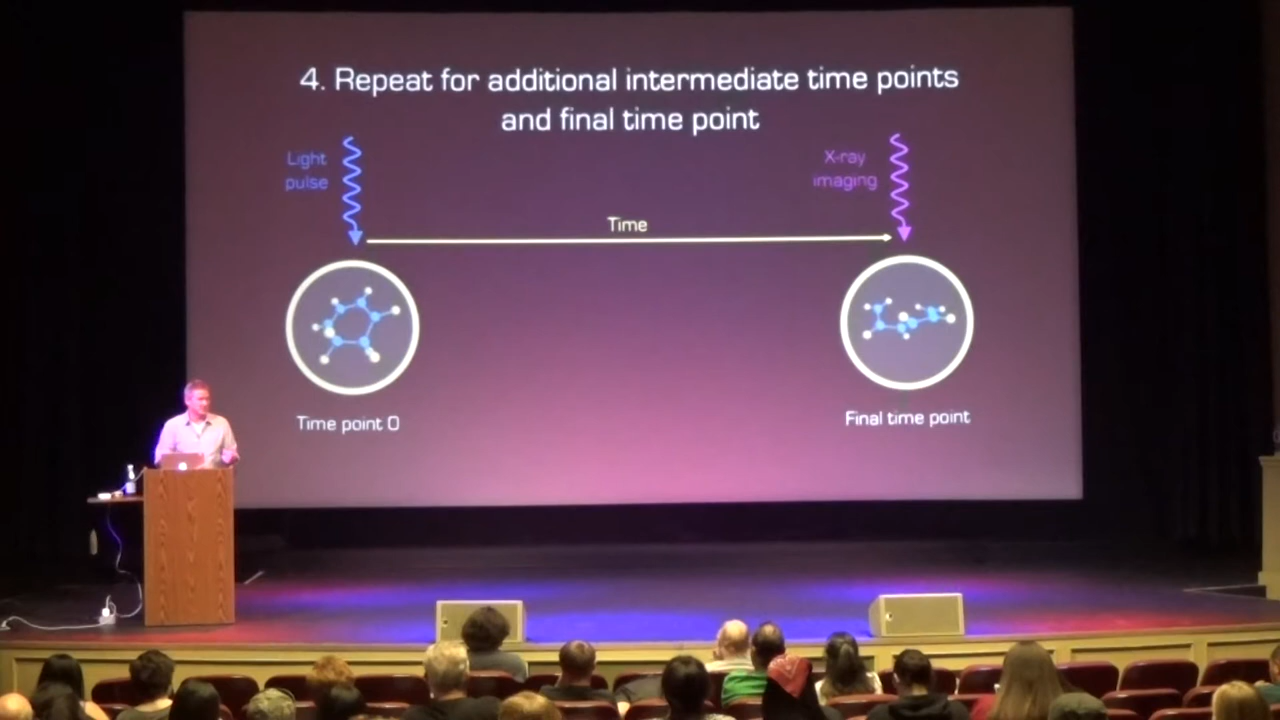 4. Repeat for additional intermediate time points
and final time point
Light
pulse
X-ray
imaging
Time
Time point 0
Final time point